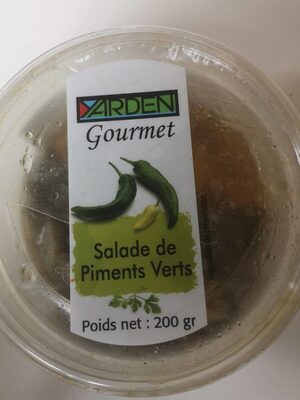 YARDEN
Gourmet
Salade de
Piments Verts
Poids net : 200 gr